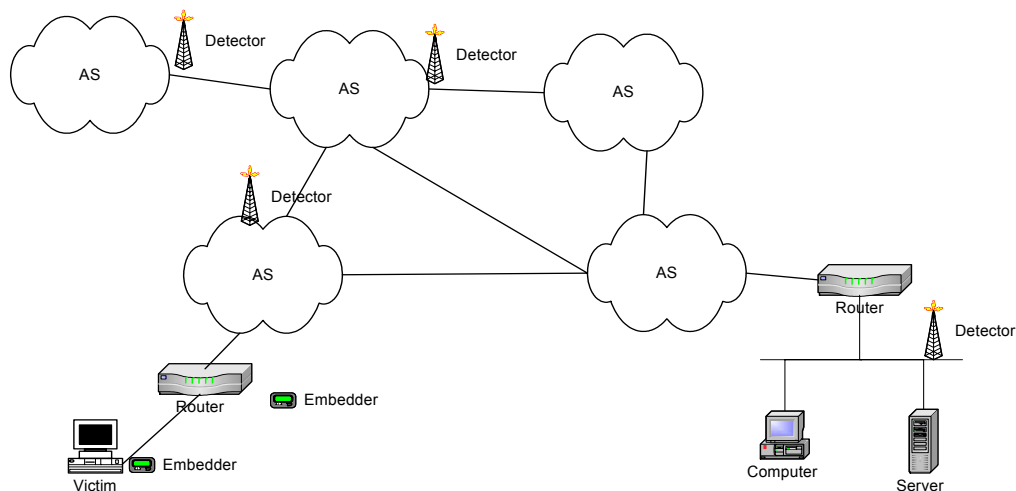 Detector
Detector
AS
AS
AS
Detector
AS
AS
Router
Detector
Router
Embedder
Embedder
Computer
Victim
Server